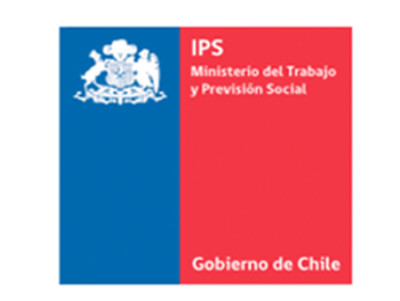 IPS
Ministerio del Trabajo
y Previsión Social
Gobierno de Chile